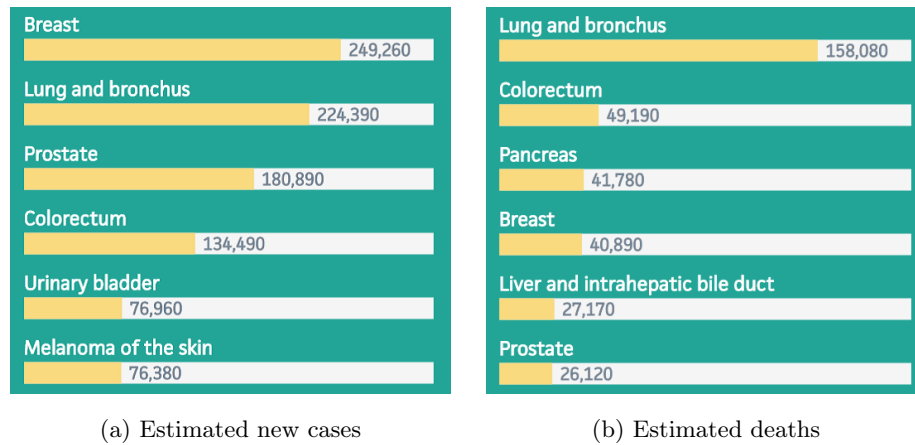 Breast
249,260
Lung and bronchus
224,390
Prostate
180,890
Colorectum
134,490
Urinary bladder
76,960
Melanoma of the skin
76,380
(a) Estimated new cases
Lung and bronchus
158,080
Colorectum
49,190
Pancreas
41,780
Breast
40,890
Liver and intrahepatic bile duct
27,170
Prostate
26,120
(b) Estimated deaths